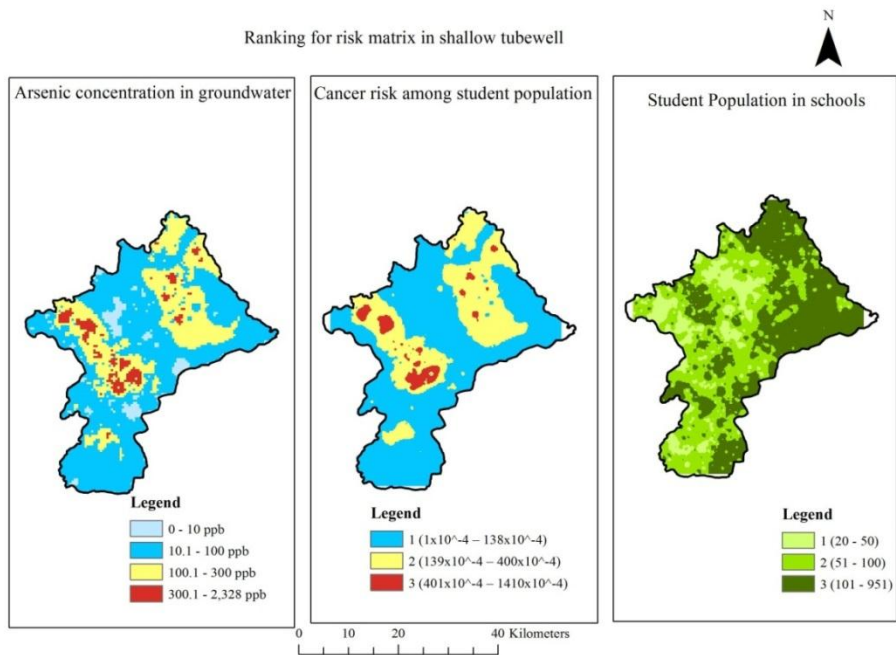 N
Ranking for risk matrix in shallow tubewell
Arsenic concentration in groundwater
Legend
0 - 10 ppb
10.1 - 100 ppb
100.1 - 300 ppb
300.1 - 2,328 ppb
Cancer risk among student population
Legend
1 (1x10^-4 – 138x10^-4)
2 (139x10^-4 – 400x10^-4)
3 (401x10^-4 – 1410x10^-4)
Student Population in schools
Legend
1 (20 - 50)
2 (51 - 100)
3 (101 - 951)
0 10 20 40 Kilometers